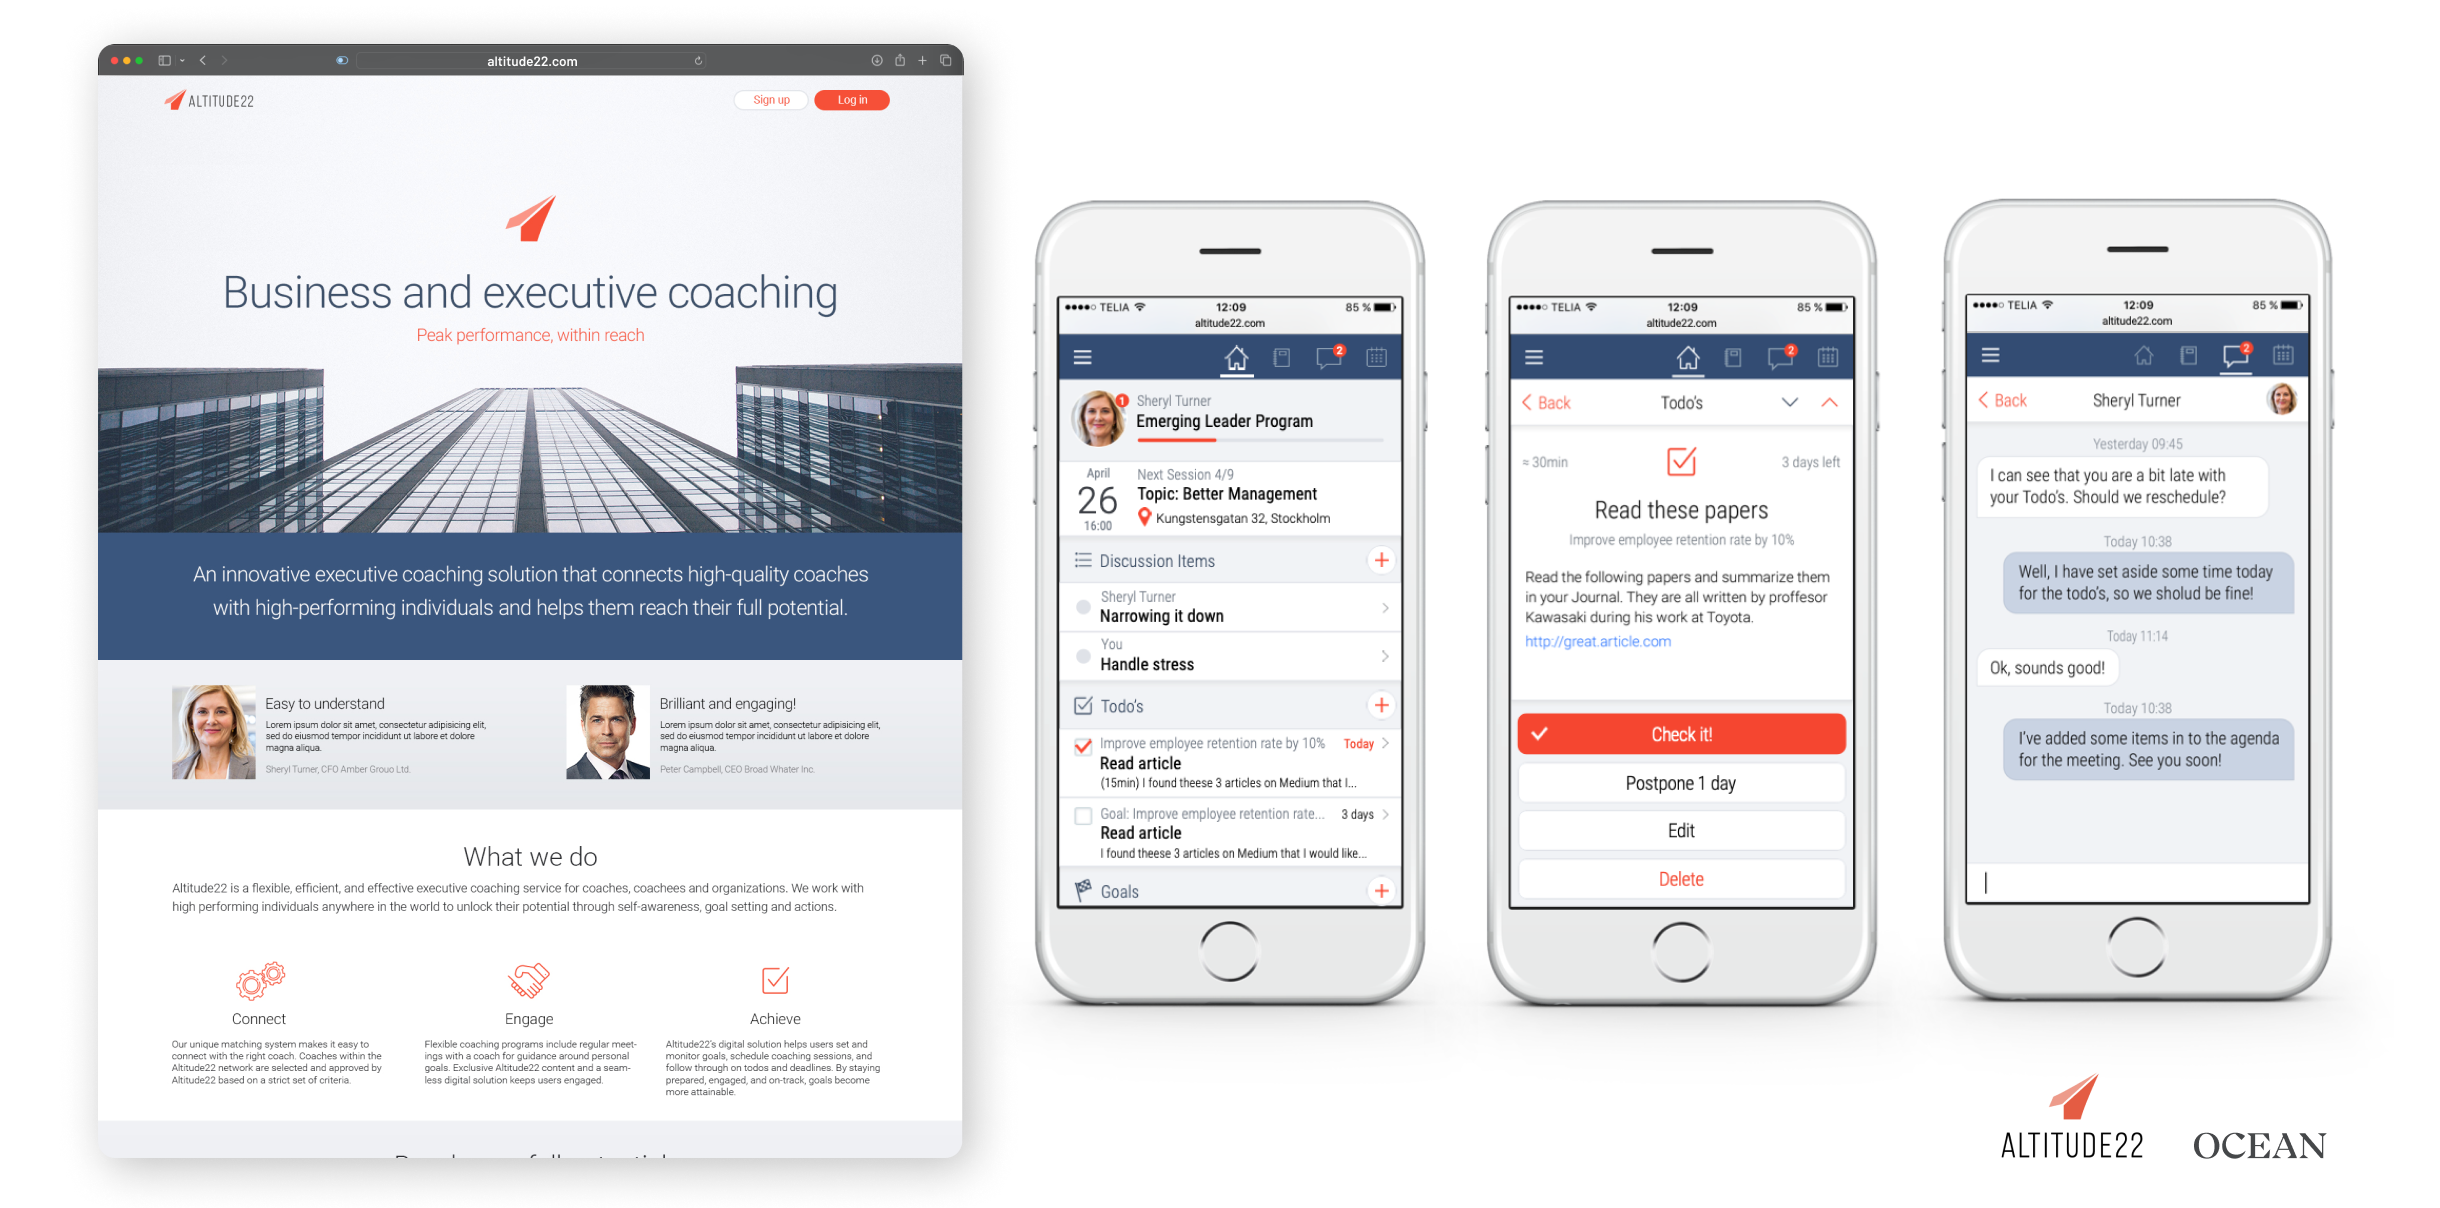 altitude22.com
ALTITUDE22
Sign up
Log in
Business and executive coaching
Peak performance, within reach
An innovative executive coaching solution that connects high-quality coaches
with high-performing individuals and helps them reach their full potential.
Easy to understand
Lorem ipsum dolor sit amet, consectetur adipisicing elit,
sed do eiusmod tempor incididunt ut labore et dolore
magna aliqua.
Sheryl Turner, CFO Amber Grouo Ltd.
Brilliant and engaging!
Lorem ipsum dolor sit amet, consectetur adipisicing elit,
sed do eiusmod tempor incididunt ut labore et dolore
magna aliqua.
Peter Campbell, CEO Broad Whater Inc.
What we do
Altitude22 is a flexible, efficient, and effective executive coaching service for coaches, coachees and organizations. We work with
high performing individuals anywhere in the world to unlock their potential through self-awareness, goal setting and actions.
Connect
Our unique matching system makes it easy to
connect with the right coach. Coaches within the
Altitude22 network are selected and approved by
Altitude22 based on a strict set of criteria.
Engage
Flexible coaching programs include regular meet-
ings with a coach for guidance around personal
goals. Exclusive Altitude22 content and a seam-
less digital solution keeps users engaged.
Achieve
Altitude22's digital solution helps users set and
monitor goals, schedule coaching sessions, and
follow through on todos and deadlines. By staying
prepared, engaged, and on-track, goals become
more attainable.
TELIA 12:09 85 %
altitude22.com
2
1
Sheryl Turner
Emerging Leader Program
April
26
16:00
Next Session 4/9
Topic: Better Management
Kungstensgatan 32, Stockholm
Discussion Items
Sheryl Turner
Narrowing it down
You
Handle stress
Todo's
Improve employee retention rate by 10% Today
Read article
(15min) I found theese 3 articles on Medium that I...
Goal: Improve employee retention rate... 3 days
Read article
I found theese 3 articles on Medium that I would like...
Goals
TELIA 12:09 85 %
altitude22.com
2
Back Todo's
≈ 30min 3 days left
Read these papers
Improve employee retention rate by 10%
Read the following papers and summarize them
in your Journal. They are all written by proffesor
Kawasaki during his work at Toyota.
http://great.article.com
Check it!
Postpone 1 day
Edit
Delete
TELIA 12:09 85 %
altitude22.com
2
Back Sheryl Turner
Yesterday 09:45
I can see that you are a bit late with
your Todo's. Should we reschedule?
Today 10:38
Well, I have set aside some time today
for the todo's, so we sholud be fine!
Today 11:14
Ok, sounds good!
Today 10:38
I've added some items in to the agenda
for the meeting. See you soon!
ALTITUDE22
OCEAN